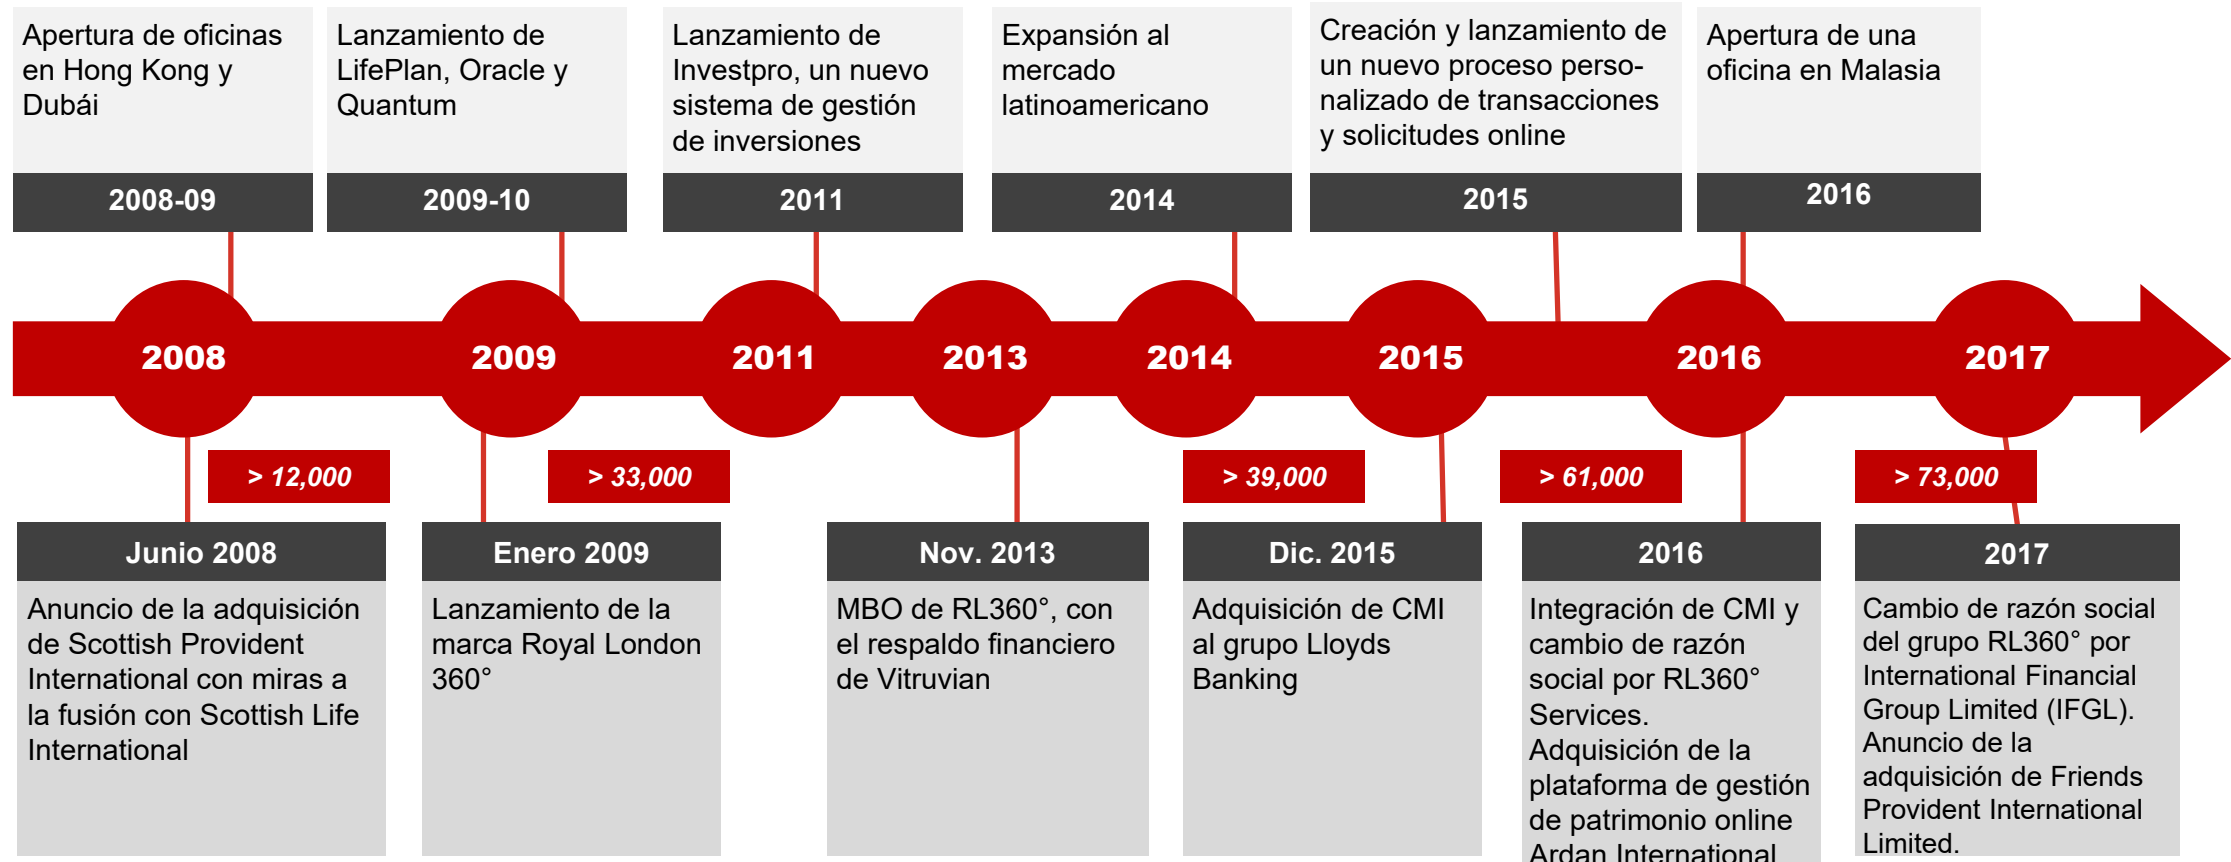 Apertura de oficinas
en Hong Kong y
Dubái
2008-09
Lanzamiento de
LifePlan, Oracle y
Quantum
2009-10
Lanzamiento de
Investpro, un nuevo
sistema de gestión
de inversiones
2011
Expansión al
mercado
latinoamericano
2014
Creación y lanzamiento de
un nuevo proceso perso-
nalizado de transacciones
y solicitudes online
2015
Apertura de una
oficina en Malasia
2016
2008
2009
2011
2013
2014
2015
2016
2017
> 12,000
> 33,000
> 39,000
> 61,000
> 73,000
Junio 2008
Anuncio de la adquisición
de Scottish Provident
International con miras a
la fusión con Scottish Life
International
Enero 2009
Lanzamiento de la
marca Royal London
360°
Nov. 2013
MBO de RL360°, con
el respaldo financiero
de Vitruvian
Dic. 2015
Adquisición de CMI
al grupo Lloyds
Banking
2016
Integración de CMI y
cambio de razón
social por RL360°
Services.
Adquisición de la
plataforma de gestión
de patrimonio online
Ardan International
2017
Cambio de razón social
del grupo RL360° por
International Financial
Group Limited (IFGL).
Anuncio de la
adquisición de Friends
Provident International
Limited.